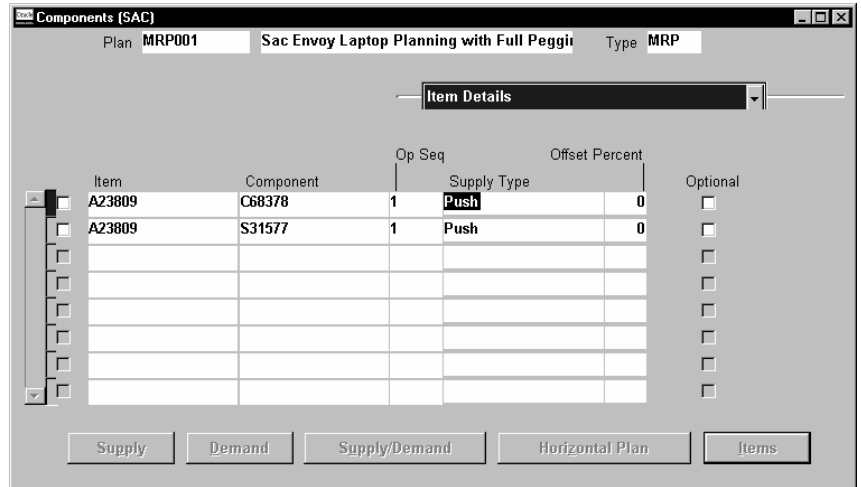 Oracle Components (SAC)
Plan MRP001 Sac Envoy Laptop Planning with Full Peggin Type MRP
Item Details
Op Seq Offset Percent
Item Component Supply Type Optional
A23809 C68378 1 Push 0
A23809 S31577 1 Push 0
Supply Demand Supply/Demand Horizontal Plan Items